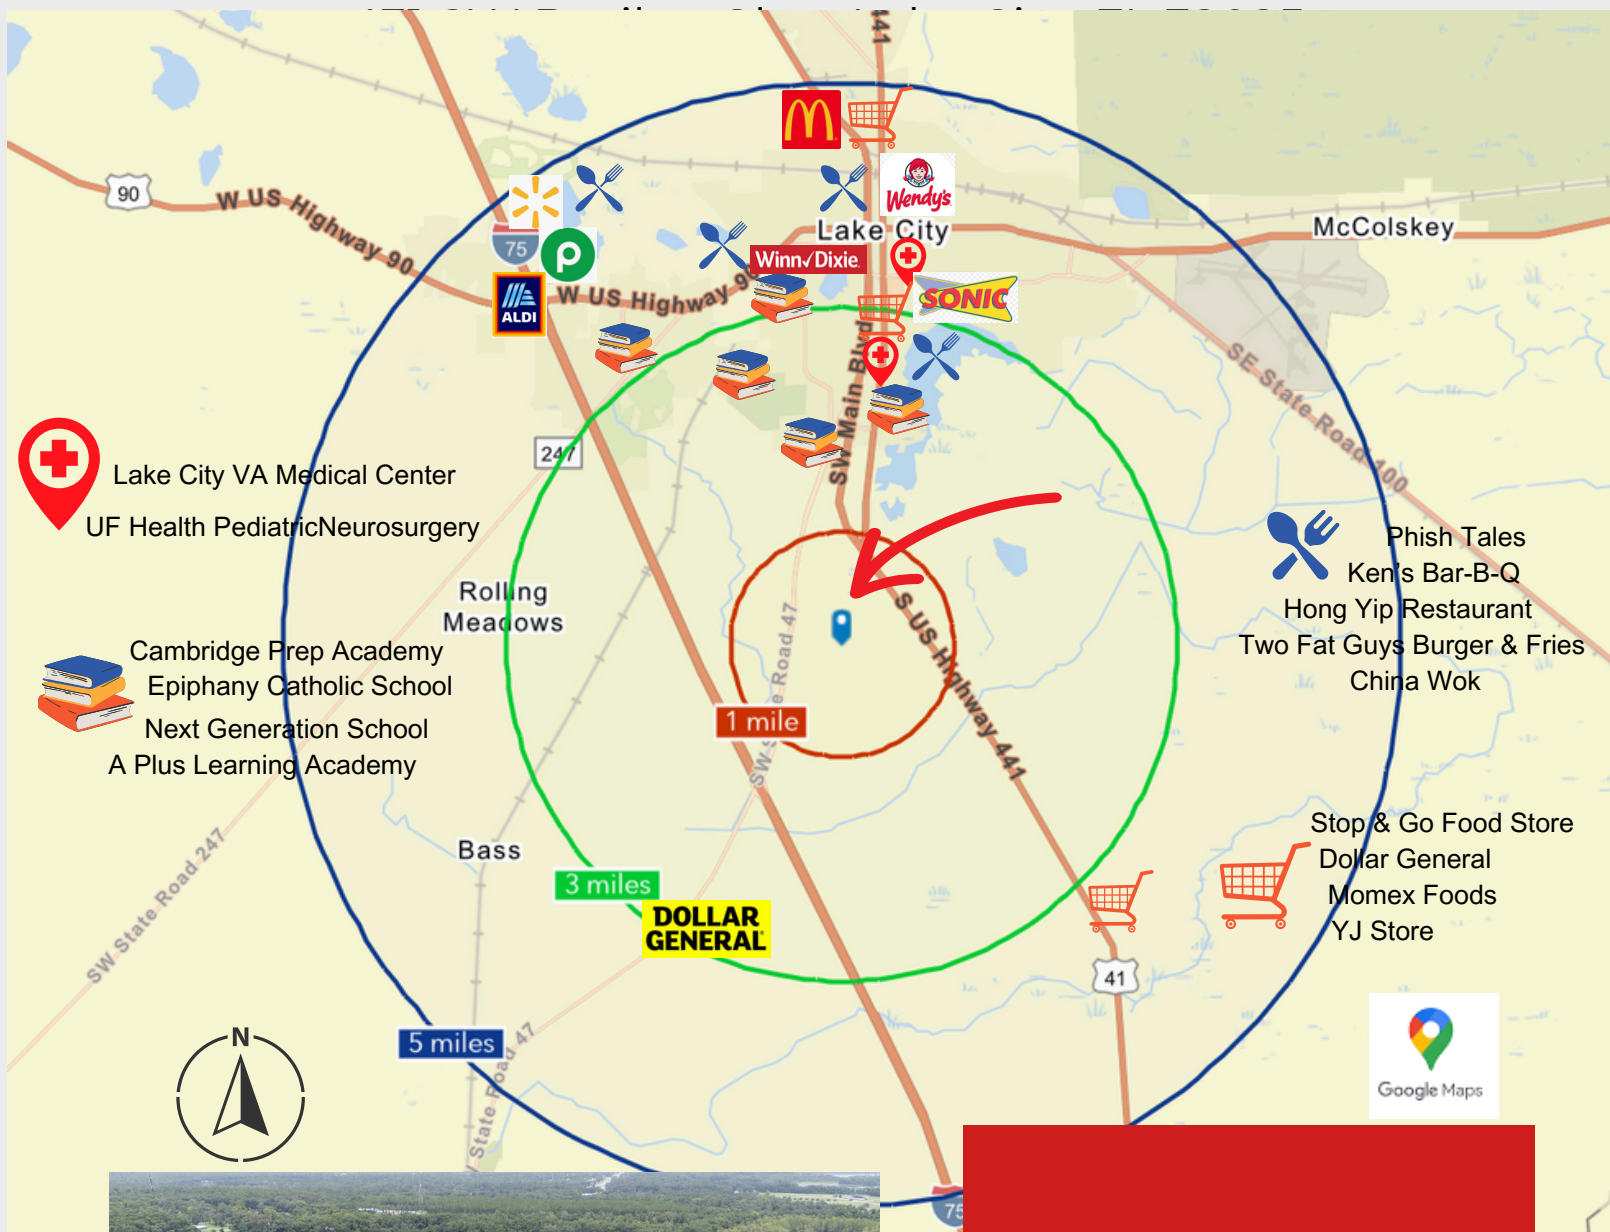 441
90
W US Highway 90
75
Wendy's
Lake City
McColskey
Winn Dixie
ALDI
W US Highway 90
SONIC
SW Main Blvd
SE State Road 100
247
Lake City VA Medical Center
UF Health PediatricNeurosurgery
Phish Tales
Ken's Bar-B-Q
Hong Yip Restaurant
Two Fat Guys Burger & Fries
China Wok
Rolling
Meadows
Cambridge Prep Academy
Epiphany Catholic School
Next Generation School
A Plus Learning Academy
S US Highway 441
SW State Road 47
1 mile
Bass
3 miles
DOLLAR
GENERAL
Stop & Go Food Store
Dollar General
Momex Foods
YJ Store
SW State Road 247
41
5 miles
State Road 47
N
Google Maps
75